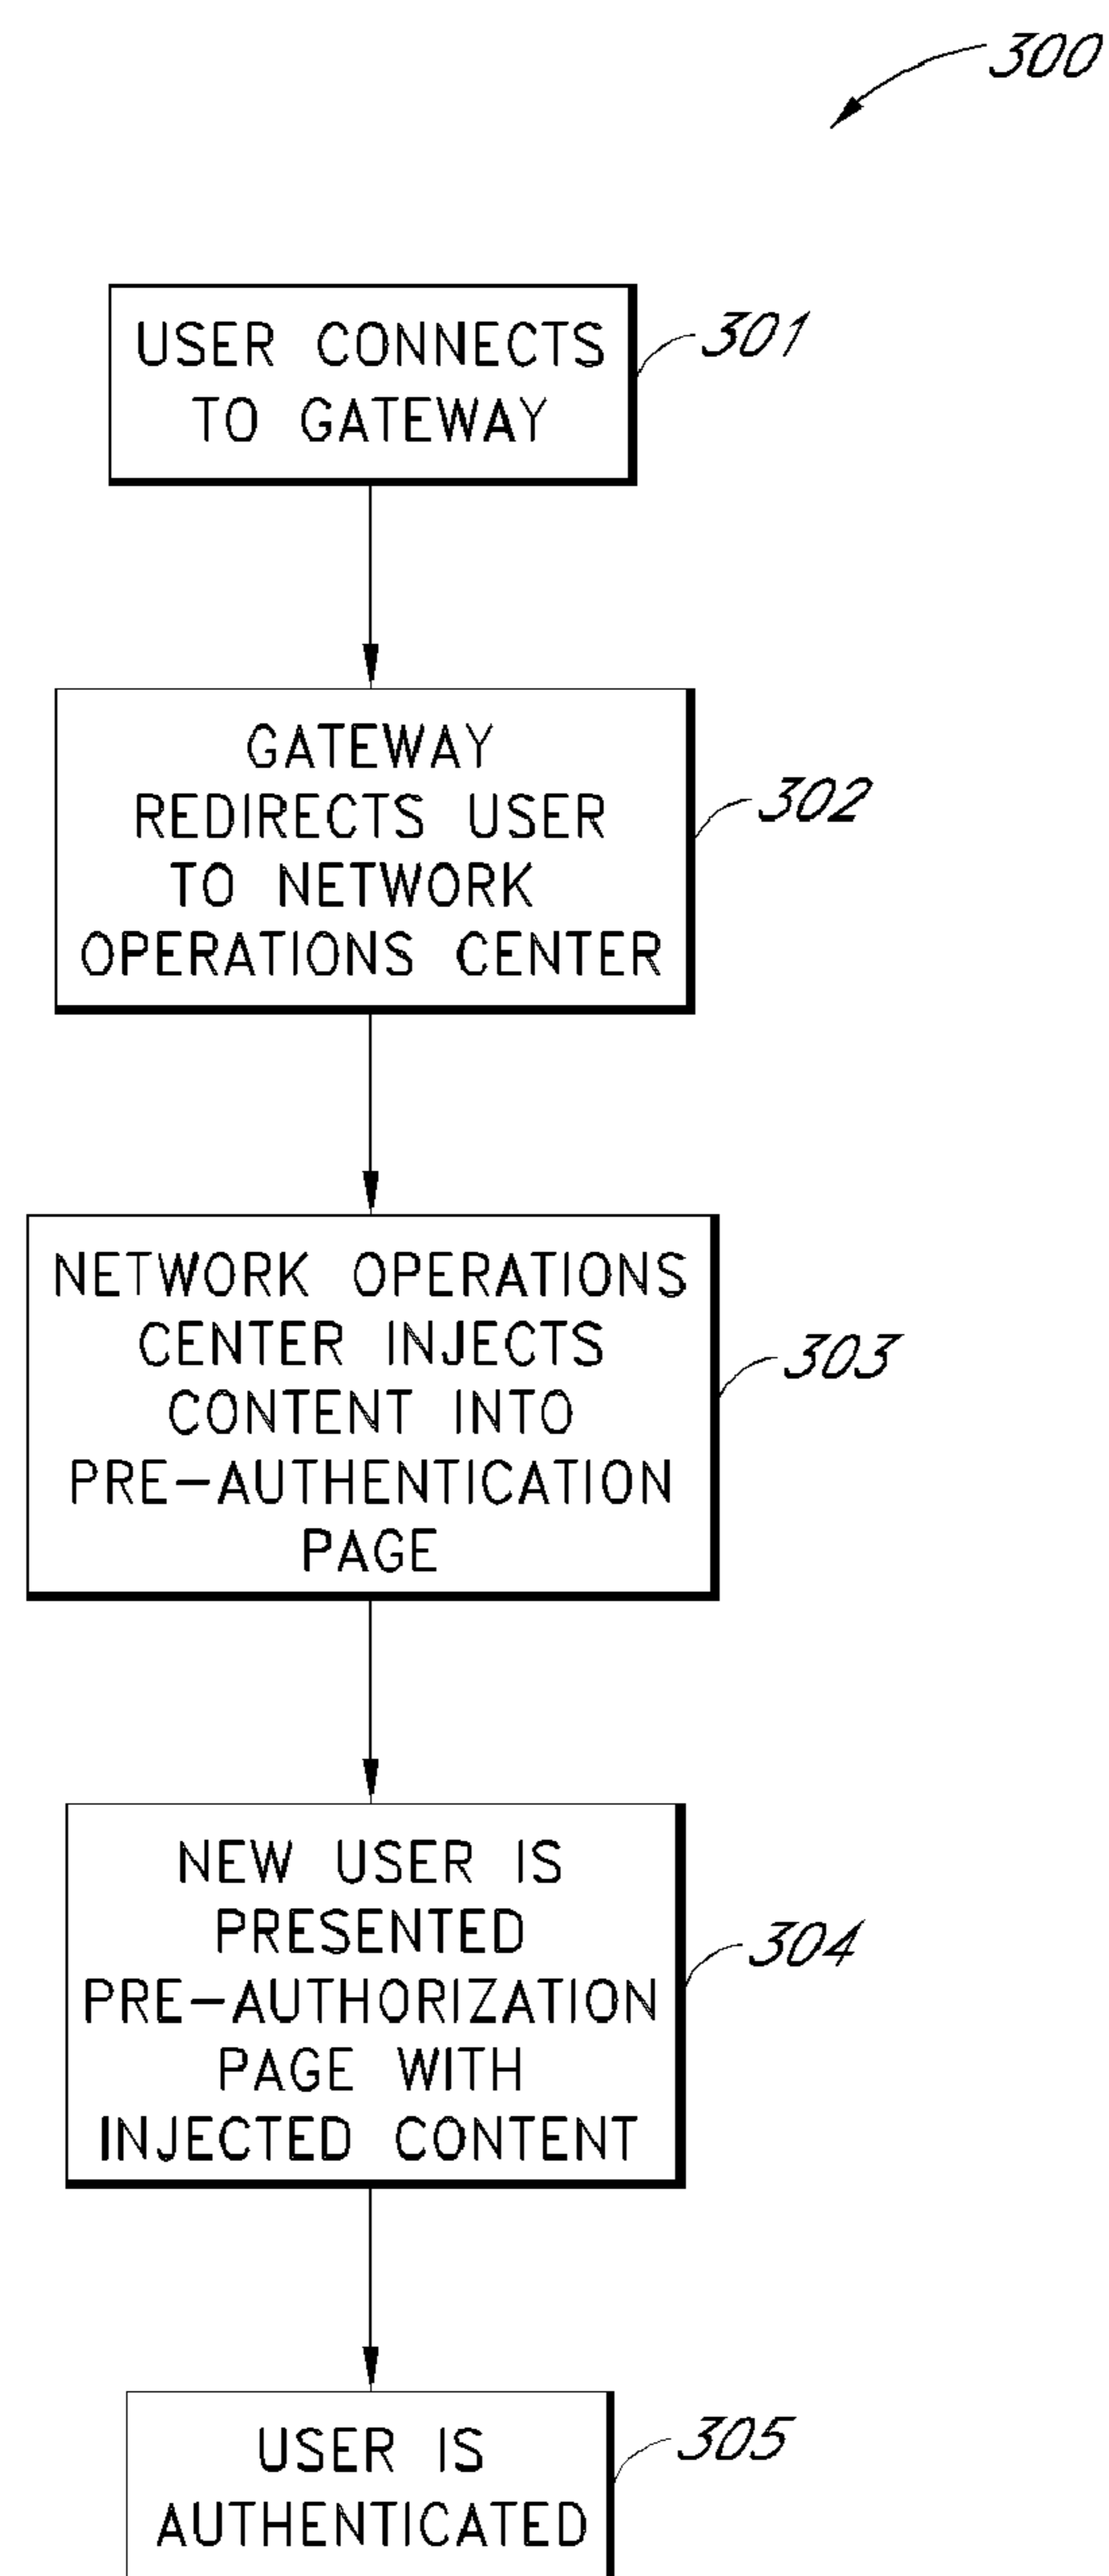 300
USER CONNECTS
TO GATEWAY
301
GATEWAY
REDIRECTS USER
TO NETWORK
OPERATIONS CENTER
302
NETWORK OPERATIONS
CENTER INJECTS
CONTENT INTO
PRE-AUTHENTICATION
PAGE
303
NEW USER IS
PRESENTED
PRE-AUTHORIZATION
PAGE WITH
INJECTED CONTENT
304
USER IS
AUTHENTICATED
305